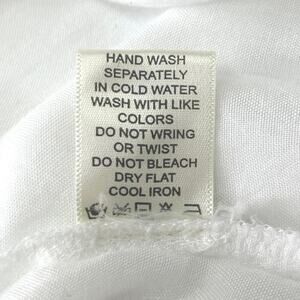 HAND WASH
SEPARATELY
IN COLD WATER
WASH WITH LIKE
COLORS
DO NOT WRING
OR TWIST
DO NOT BLEACH
DRY FLAT
COOL IRON